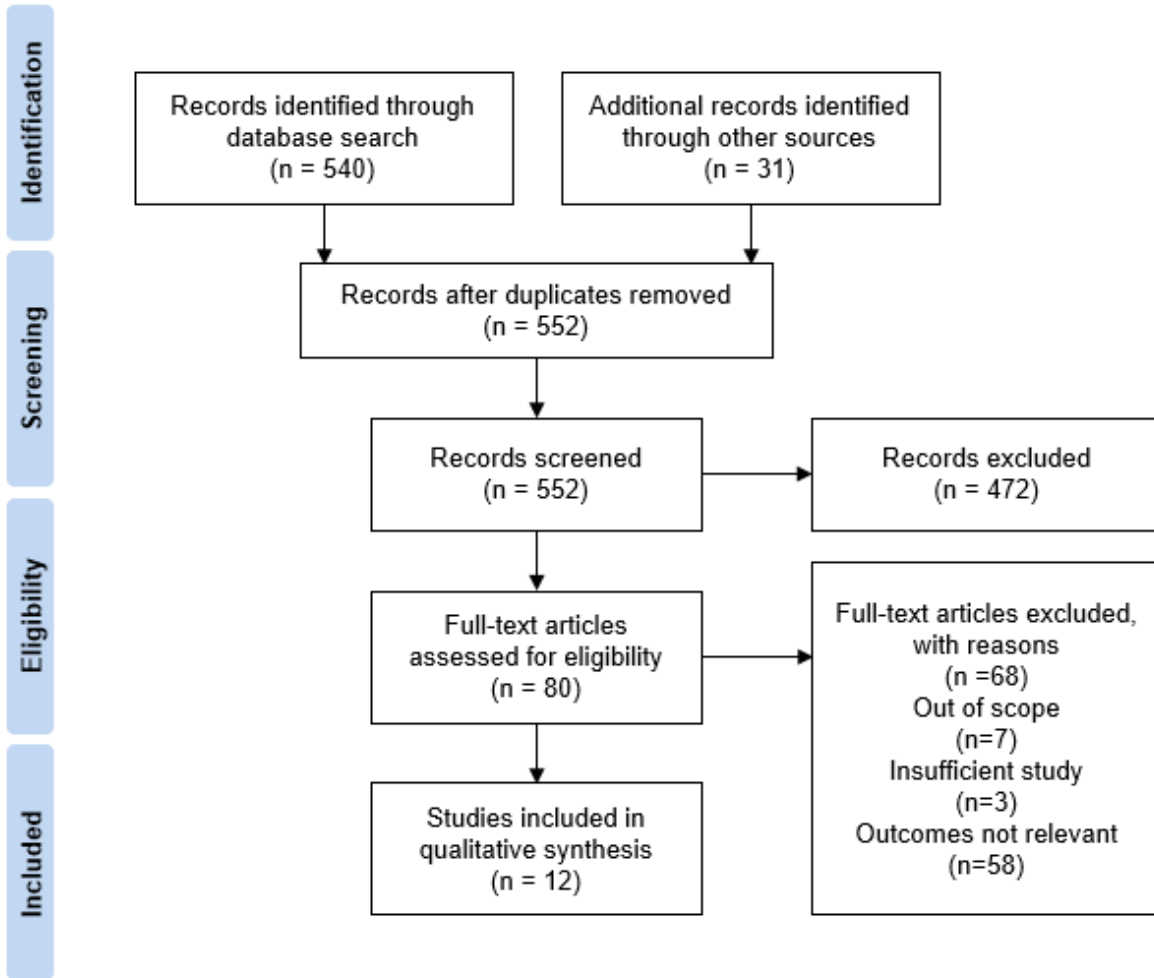 Identification
Records identified through
database search
(n = 540)
Additional records identified
through other sources
(n = 31)
Screening
Records after duplicates removed
(n = 552)
Records screened
(n = 552)
Records excluded
(n = 472)
Eligibility
Full-text articles
assessed for eligibility
(n = 80)
Full-text articles excluded,
with reasons
(n =68)
Out of scope
(n=7)
Insufficient study
(n=3)
Outcomes not relevant
(n=58)
Included
Studies included in
qualitative synthesis
(n = 12)